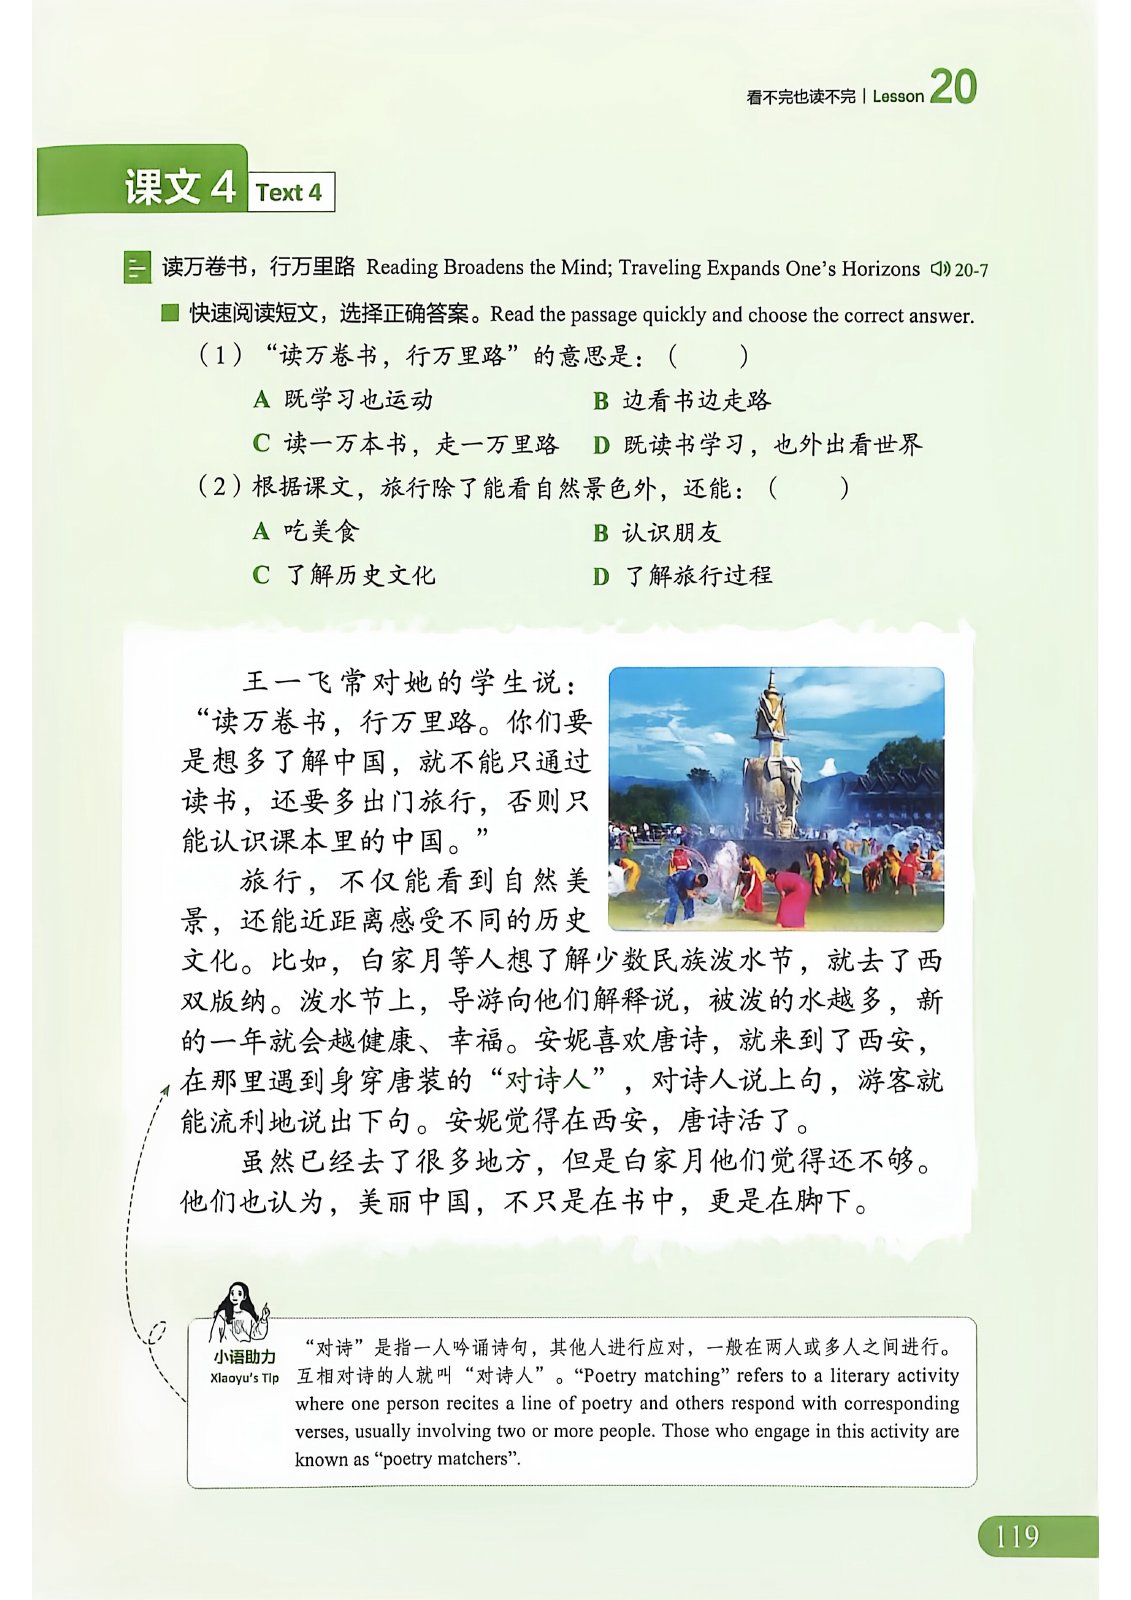 看不完也读不完 | Lesson 20
课文 4 Text 4
二 读万卷书，行万里路 Reading Broadens the Mind; Traveling Expands One's Horizons 20-7
快速阅读短文，选择正确答案。Read the passage quickly and choose the correct answer.
（1）“读万卷书，行万里路”的意思是：（　　）
A 既学习也运动 B 边看书边走路
C 读一万本书，走一万里路 D 既读书学习，也外出看世界
（2）根据课文，旅行除了能看自然景色外，还能：（　　）
A 吃美食 B 认识朋友
C 了解历史文化 D 了解旅行过程
王一飞常对她的学生说：
“读万卷书，行万里路。你们要
是想多了解中国，就不能只通过
读书，还要多出门旅行，否则只
能认识课本里的中国。”
旅行，不仅能看到自然美
景，还能近距离感受不同的历史
文化。比如，白家月等人想了解少数民族泼水节，就去了西
双版纳。泼水节上，导游向他们解释说，被泼的水越多，新
的一年就会越健康、幸福。安妮喜欢唐诗，就来到了西安，
在那里遇到身穿唐装的“对诗人”，对诗人说上句，游客就
能流利地说出下句。安妮觉得在西安，唐诗活了。
虽然已经去了很多地方，但是白家月他们觉得还不够。
他们也认为，美丽中国，不只是在书中，更是在脚下。
小语助力
Xiaoyu's Tip
“对诗”是指一人吟诵诗句，其他人进行应对，一般在两人或多人之间进行。
互相对诗的人就叫“对诗人”。“Poetry matching” refers to a literary activity
where one person recites a line of poetry and others respond with corresponding
verses, usually involving two or more people. Those who engage in this activity are
known as “poetry matchers”.
119